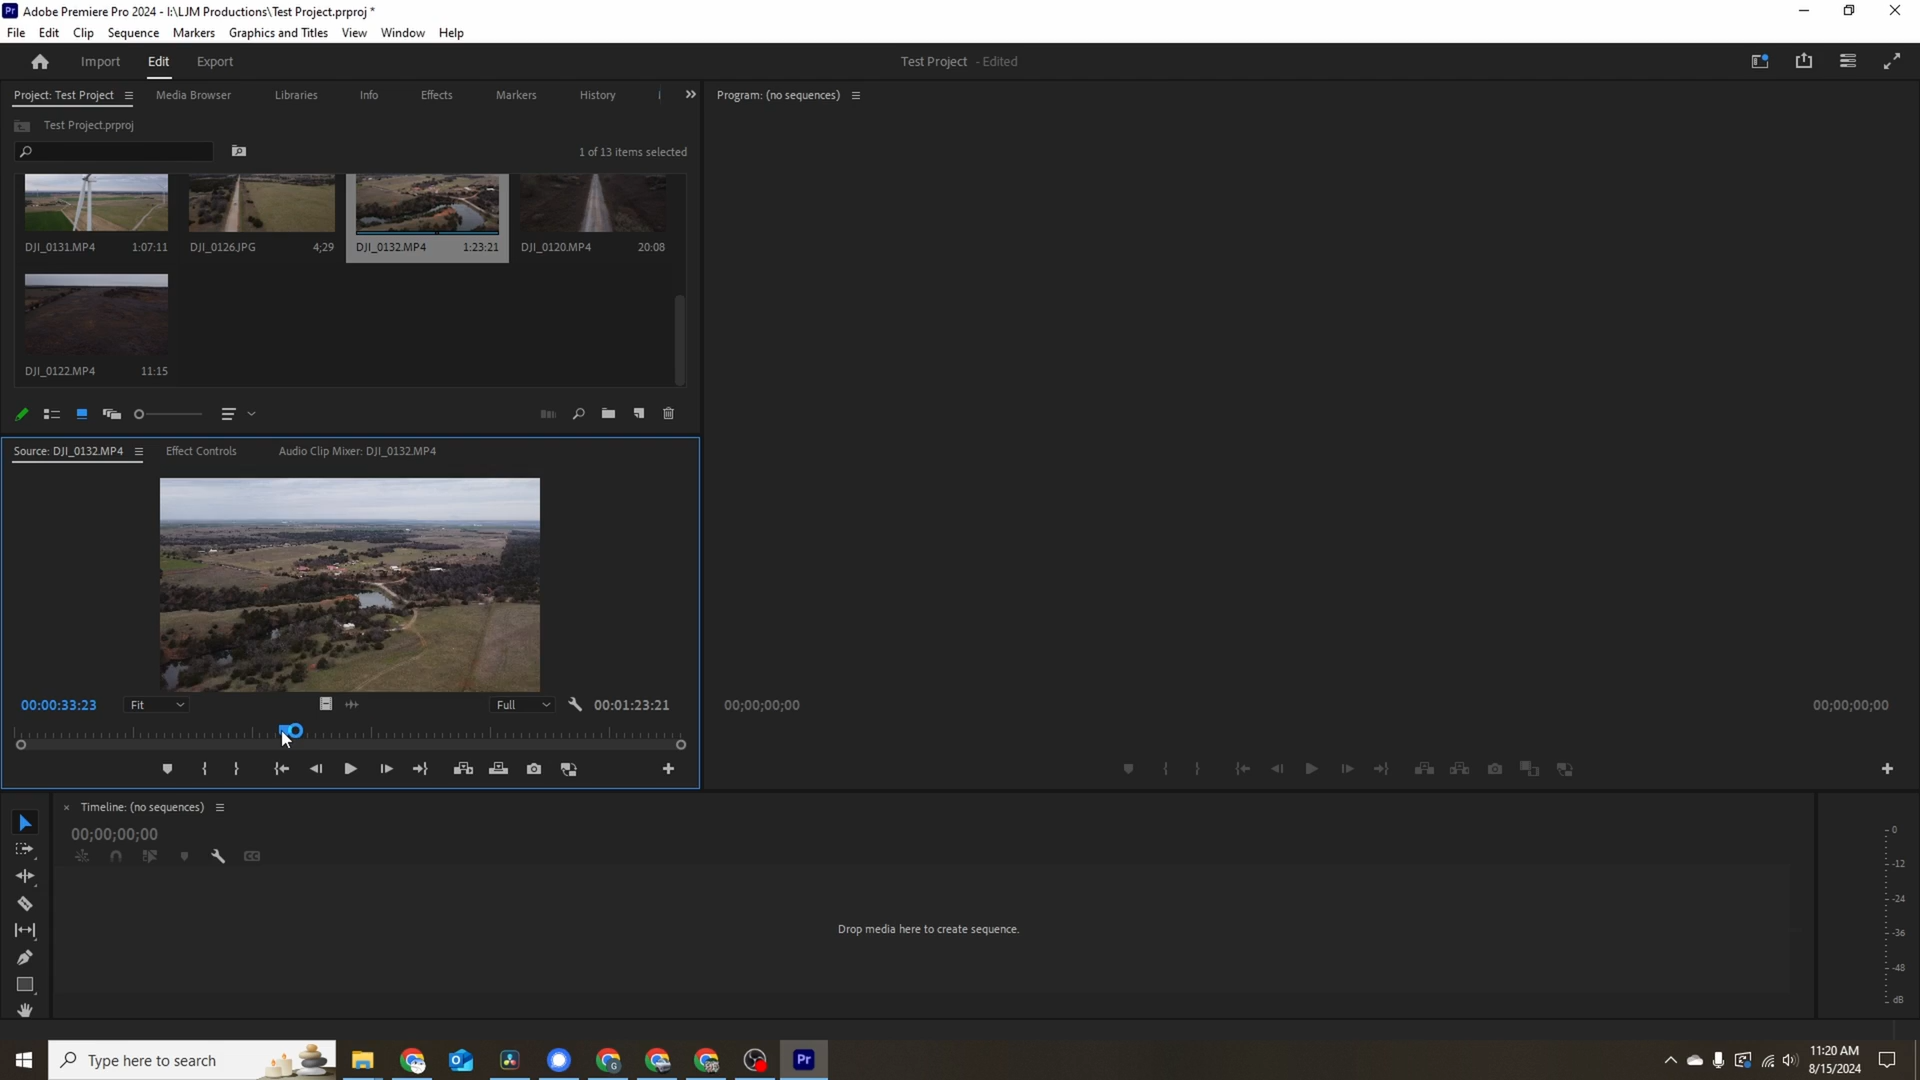 Pr Adobe Premiere Pro 2024 - I:\LJM Productions\Test Project.prproj *
File Edit Clip Sequence Markers Graphics and Titles View Window Help
Import Edit Export Test Project - Edited
Project: Test Project Media Browser Libraries Info Effects Markers History
Program: (no sequences)
Test Project.prproj
1 of 13 items selected
DJI_0131.MP4 1:07:11 DJI_0126.JPG 4;29 DJI_0132.MP4 1:23:21 DJI_0120.MP4 20:08
DJI_0122.MP4 11:15
Source: DJI_0132.MP4 Effect Controls Audio Clip Mixer: DJI_0132.MP4
00:00:33:23 Fit Full 00:01:23:21
00;00;00;00 00;00;00;00
Timeline: (no sequences)
00;00;00;00
CC
Drop media here to create sequence.
0
-12
-24
-36
-48
dB
Type here to search
Pr
11:20 AM
8/15/2024